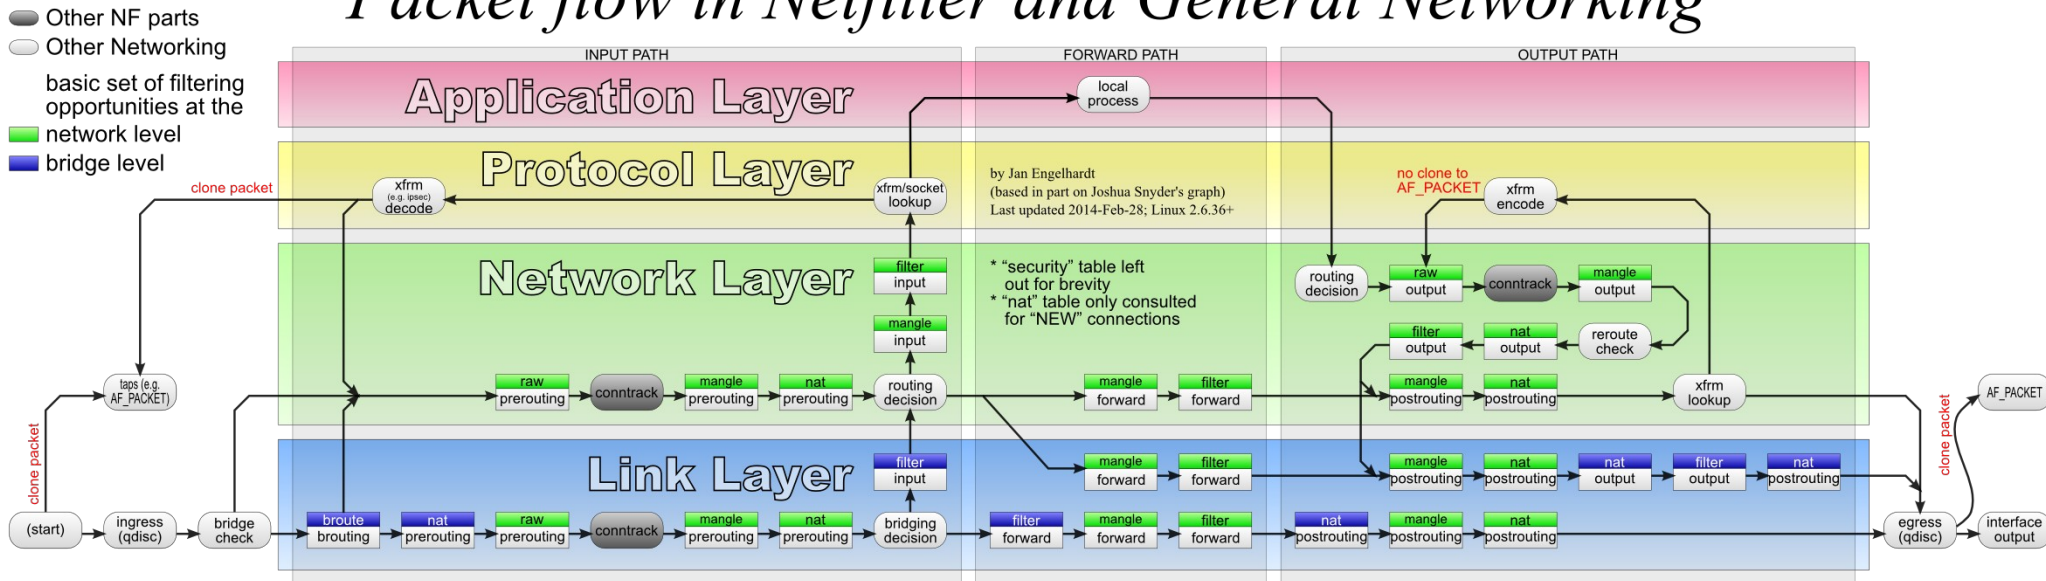 Packet flow in Netfilter and General Networking
Other NF parts
Other Networking
basic set of filtering
opportunities at the
network level
bridge level
INPUT PATH
FORWARD PATH
OUTPUT PATH
Application Layer
local
process
Protocol Layer
clone packet
xfrm
(e.g. ipsec)
decode
xfrm/socket
lookup
by Jan Engelhardt
(based in part on Joshua Snyder's graph)
Last updated 2014-Feb-28; Linux 2.6.36+
no clone to
AF_PACKET
xfrm
encode
Network Layer
filter
input
mangle
input
* “security” table left
out for brevity
* “nat” table only consulted
for “NEW” connections
routing
decision
raw
output
conntrack
mangle
output
filter
output
nat
output
reroute
check
taps (e.g.
AF_PACKET)
raw
prerouting
conntrack
mangle
prerouting
nat
prerouting
routing
decision
mangle
forward
filter
forward
mangle
postrouting
nat
postrouting
xfrm
lookup
AF_PACKET
clone packet
clone packet
Link Layer
filter
input
mangle
forward
filter
forward
mangle
postrouting
nat
postrouting
nat
output
filter
output
nat
postrouting
(start)
ingress
(qdisc)
bridge
check
broute
brouting
nat
prerouting
raw
prerouting
conntrack
mangle
prerouting
nat
prerouting
bridging
decision
filter
forward
mangle
forward
filter
forward
nat
postrouting
mangle
postrouting
nat
postrouting
egress
(qdisc)
interface
output